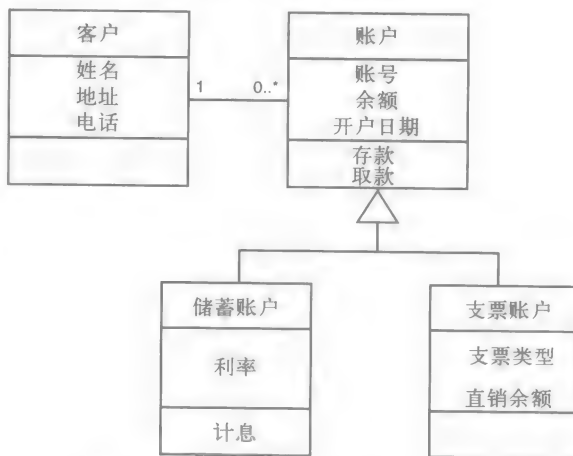 客户
姓名
地址
电话
1
0..*
账户
账号
余额
开户日期
存款
取款
储蓄账户
利率
计息
支票账户
支票类型
直销余额